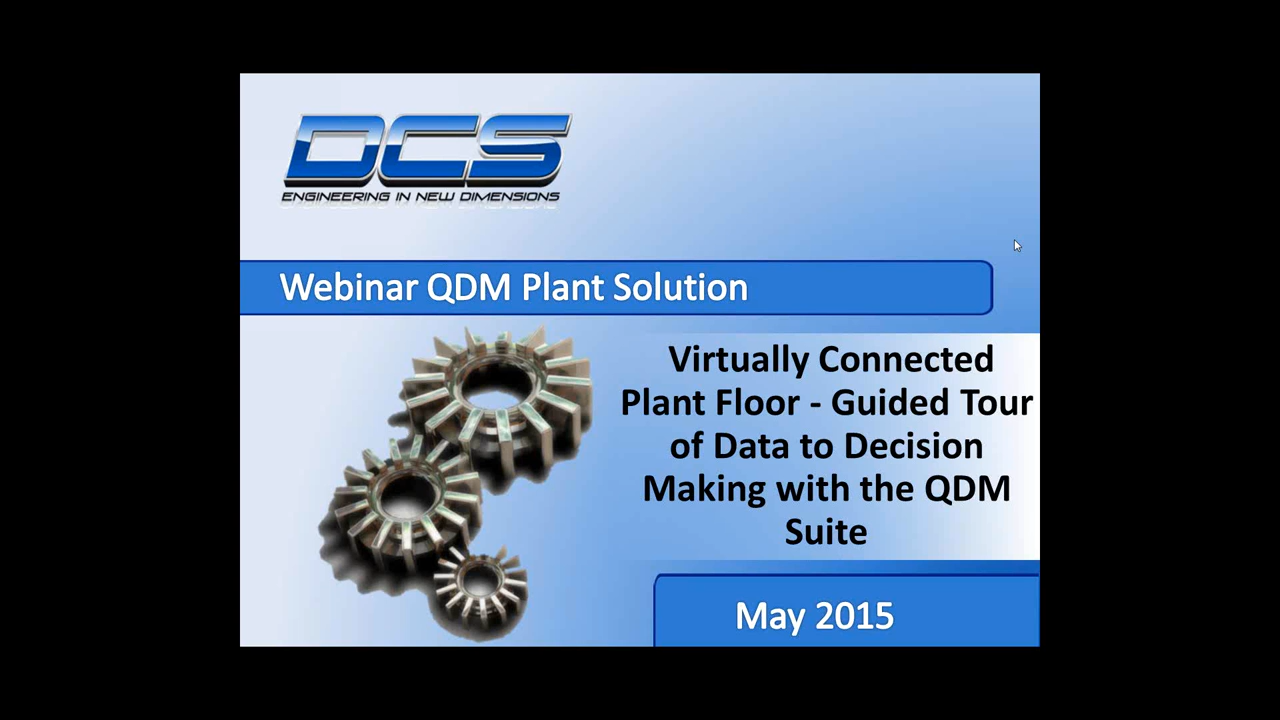 DCS
ENGINEERING IN NEW DIMENSIONS
Webinar QDM Plant Solution
Virtually Connected
Plant Floor - Guided Tour
of Data to Decision
Making with the QDM
Suite
May 2015